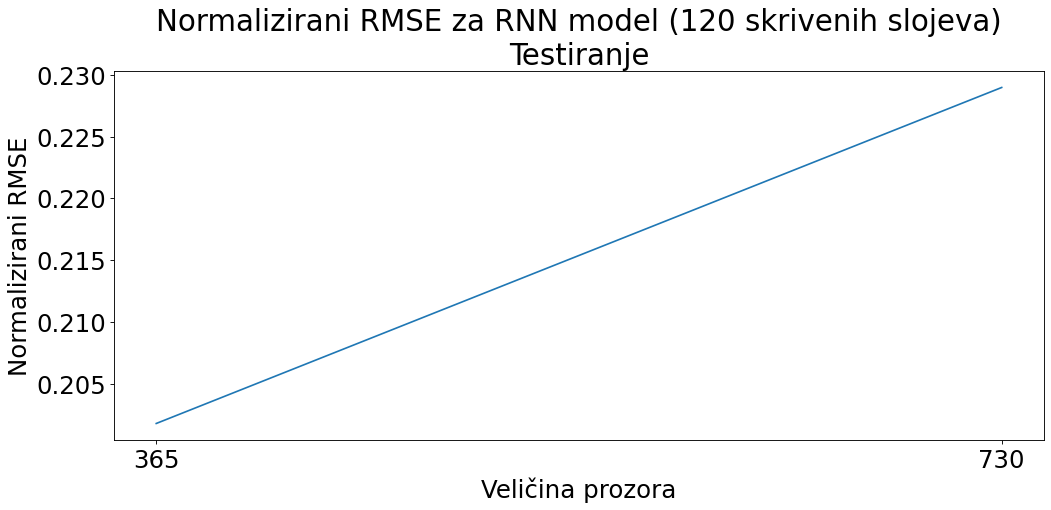 Normalizirani RMSE za RNN model (120 skrivenih slojeva)
Testiranje
0.230
0.225
0.220
0.215
0.210
0.205
Normalizirani RMSE
365
730
Veličina prozora